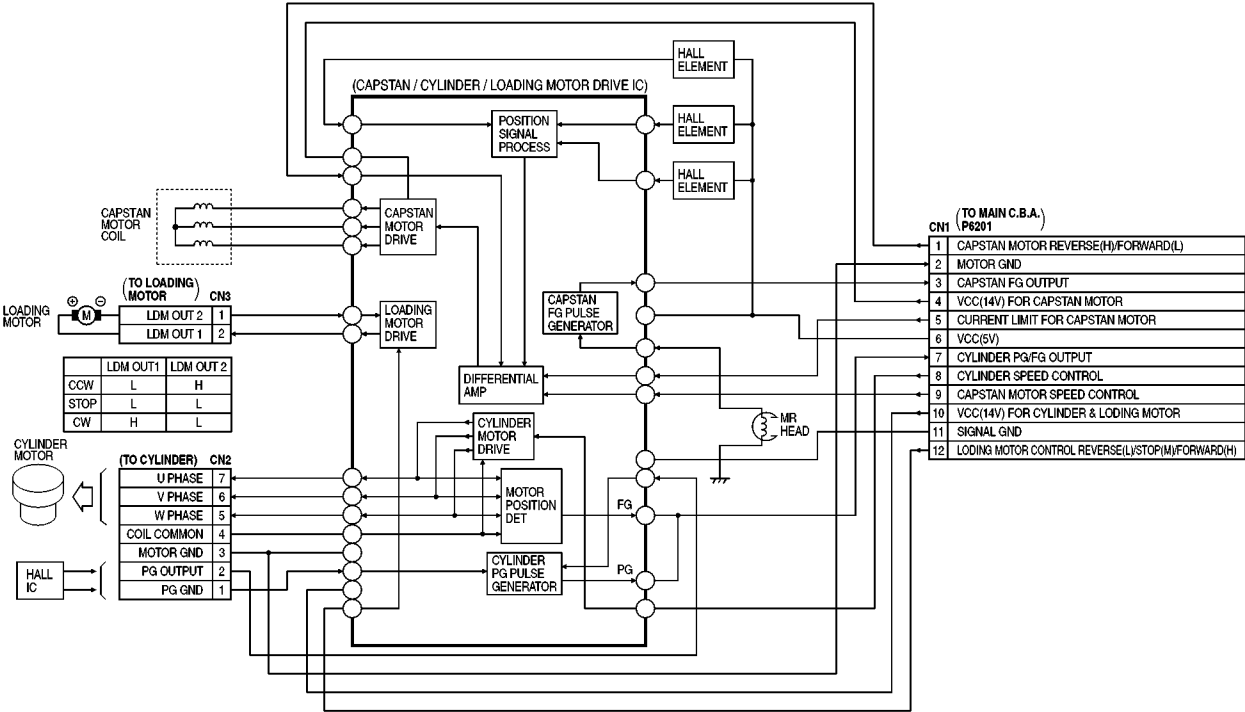 HALL
ELEMENT
(CAPSTAN / CYLINDER / LOADING MOTOR DRIVE IC)
POSITION
SIGNAL
PROCESS
HALL
ELEMENT
HALL
ELEMENT
CAPSTAN
MOTOR
COIL
CAPSTAN
MOTOR
DRIVE
CN1 (TO MAIN C.B.A.)
P6201
1 CAPSTAN MOTOR REVERSE(H)/FORWARD(L)
2 MOTOR GND
3 CAPSTAN FG OUTPUT
4 VCC(14V) FOR CAPSTAN MOTOR
5 CURRENT LIMIT FOR CAPSTAN MOTOR
6 VCC(5V)
7 CYLINDER PG/FG OUTPUT
8 CYLINDER SPEED CONTROL
9 CAPSTAN MOTOR SPEED CONTROL
10 VCC(14V) FOR CYLINDER & LODING MOTOR
11 SIGNAL GND
12 LODING MOTOR CONTROL REVERSE(L)/STOP(M)/FORWARD(H)
(TO LOADING
MOTOR) CN3
LOADING
MOTOR
+ M −
LDM OUT 2 1
LDM OUT 1 2
LOADING
MOTOR
DRIVE
CAPSTAN
FG PULSE
GENERATOR
LDM OUT1 LDM OUT 2
CCW L H
STOP L L
CW H L
DIFFERENTIAL
AMP
MR
HEAD
CYLINDER
MOTOR
DRIVE
CYLINDER
MOTOR
(TO CYLINDER) CN2
U PHASE 7
V PHASE 6
W PHASE 5
COIL COMMON 4
MOTOR GND 3
PG OUTPUT 2
PG GND 1
MOTOR
POSITION
DET
FG
HALL
IC
CYLINDER
PG PULSE
GENERATOR
PG